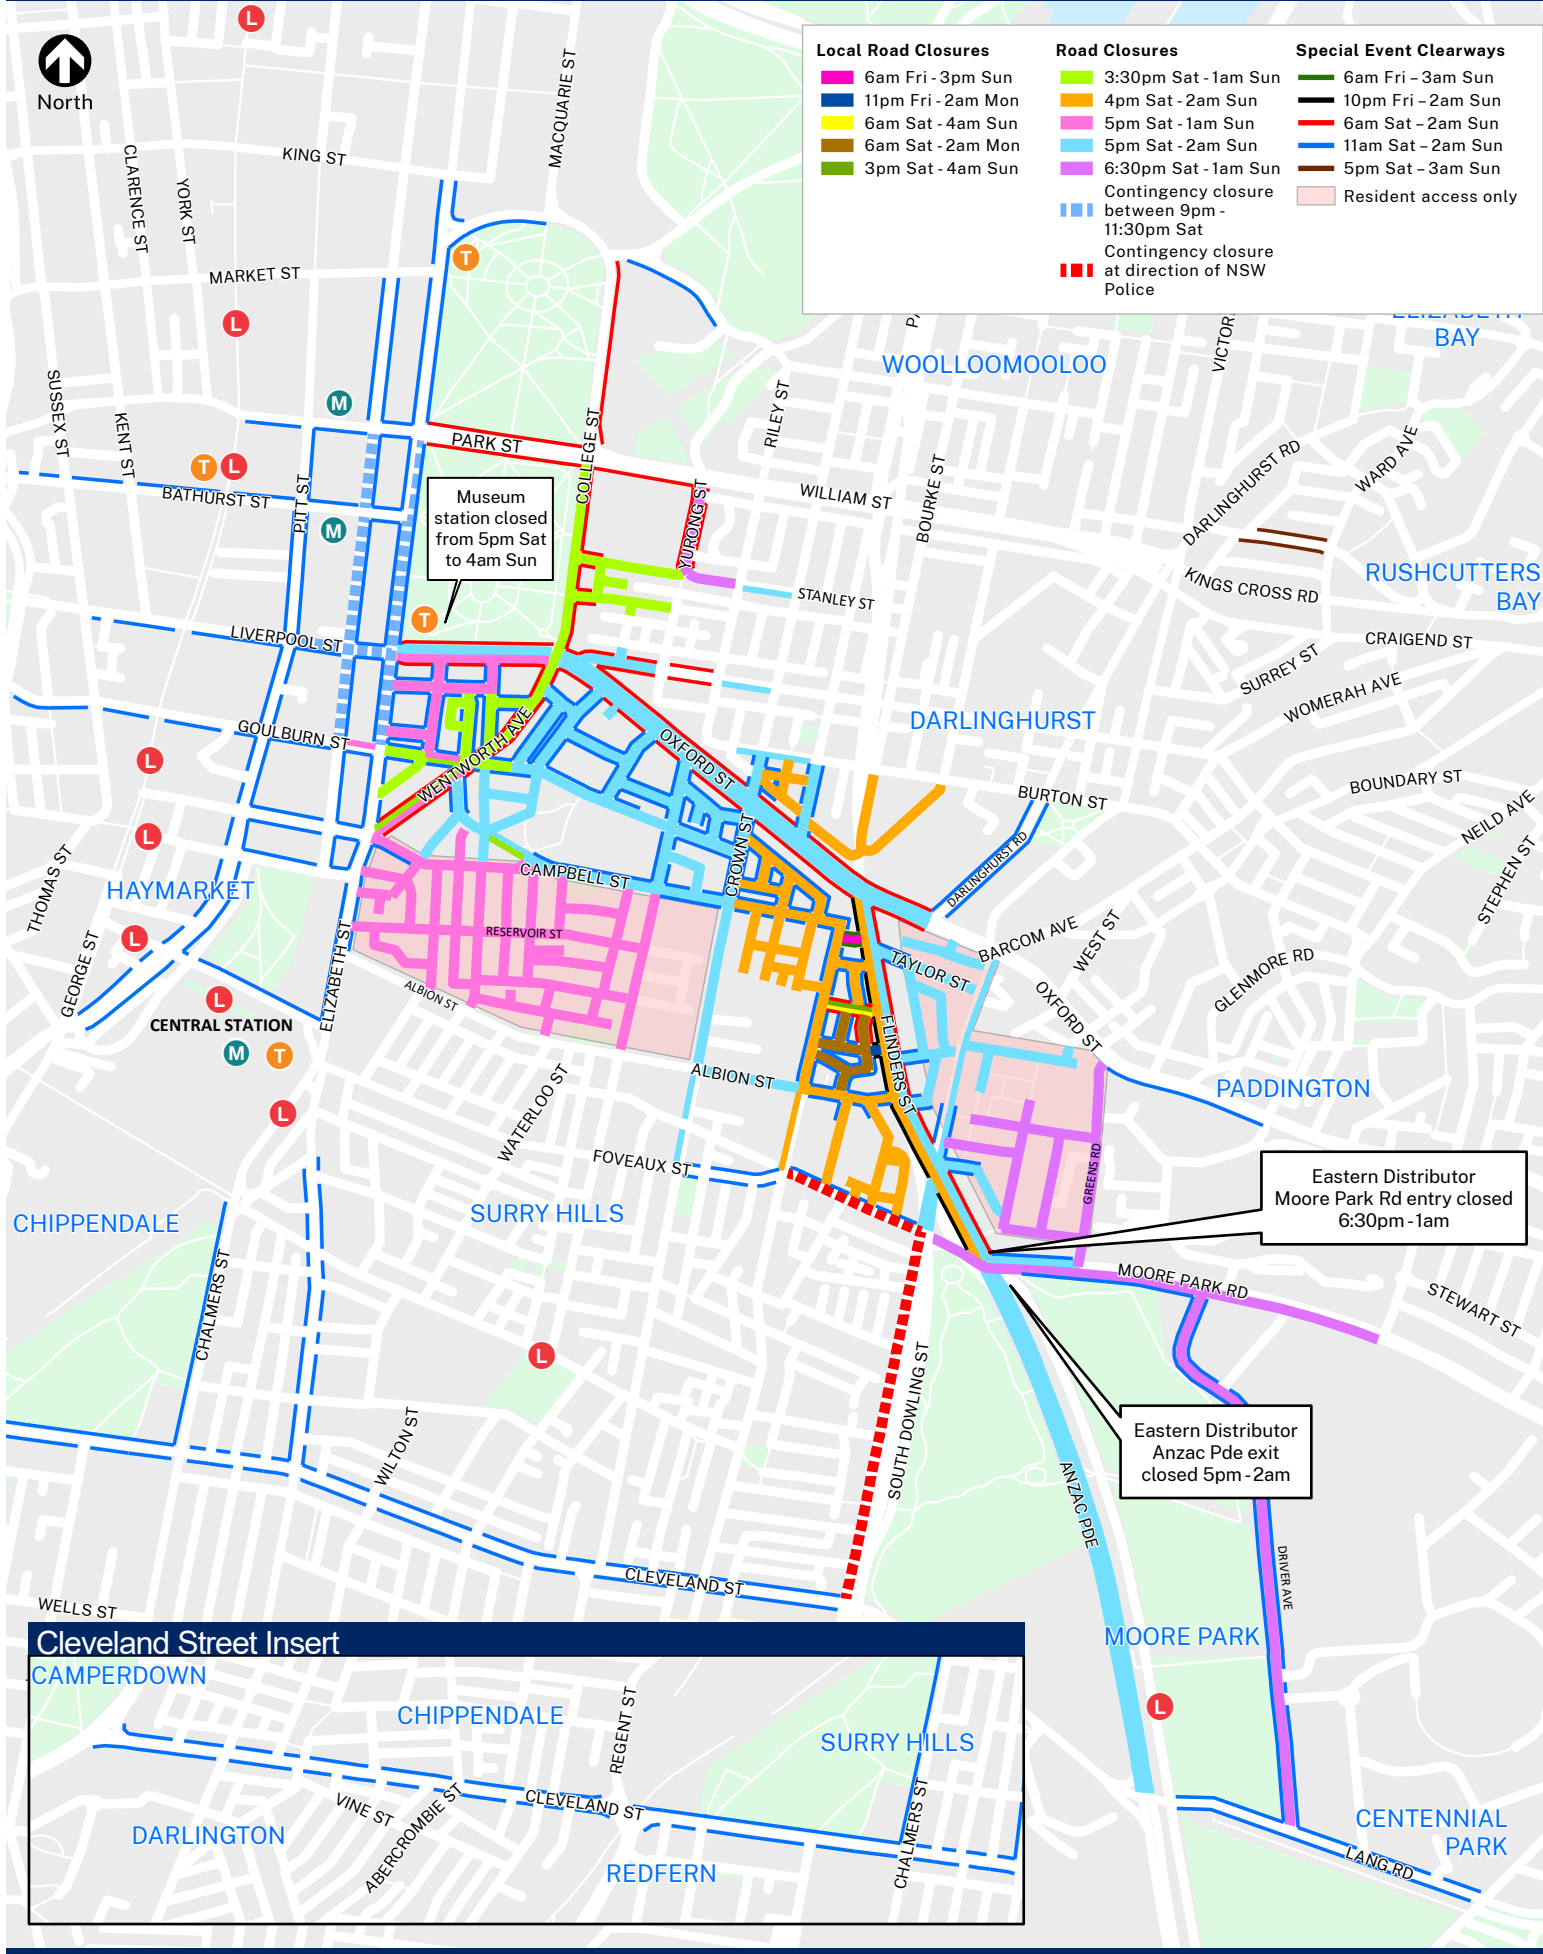 North
Local Road Closures
6am Fri - 3pm Sun
11pm Fri - 2am Mon
6am Sat - 4am Sun
6am Sat - 2am Mon
3pm Sat - 4am Sun
Road Closures
3:30pm Sat - 1am Sun
4pm Sat - 2am Sun
5pm Sat - 1am Sun
5pm Sat - 2am Sun
6:30pm Sat - 1am Sun
Contingency closure
between 9pm -
11:30pm Sat
Contingency closure
at direction of NSW
Police
Special Event Clearways
6am Fri – 3am Sun
10pm Fri – 2am Sun
6am Sat – 2am Sun
11am Sat – 2am Sun
5pm Sat – 3am Sun
Resident access only
L
MACQUARIE ST
KING ST
CLARENCE ST
YORK ST
T
MARKET ST
L
BAY
VICTOR
WOOLLOOMOOLOO
SUSSEX ST
KENT ST
M
RILEY ST
COLLEGE ST
PARK ST
T
L
BATHURST ST
PITT ST
M
Museum
station closed
from 5pm Sat
to 4am Sun
YURONG ST
WILLIAM ST
BOURKE ST
DARLINGHURST RD
WARD AVE
KINGS CROSS RD
RUSHCUTTERS
BAY
STANLEY ST
T
LIVERPOOL ST
CRAIGEND ST
SURREY ST
WOMERAH AVE
DARLINGHURST
GOULBURN ST
WENTWORTH AVE
OXFORD ST
L
BOUNDARY ST
BURTON ST
NEILD AVE
L
THOMAS ST
CROWN ST
DARLINGHURST RD
STEPHEN ST
HAYMARKET
CAMPBELL ST
L
GEORGE ST
RESERVOIR ST
BARCOM AVE
WEST ST
TAYLOR ST
GLENMORE RD
ELIZABETH ST
ALBION ST
OXFORD ST
L
CENTRAL STATION
M
T
FLINDERS ST
ALBION ST
PADDINGTON
L
WATERLOO ST
FOVEAUX ST
GREENS RD
Eastern Distributor
Moore Park Rd entry closed
6:30pm - 1am
CHIPPENDALE
SURRY HILLS
CHALMERS ST
MOORE PARK RD
STEWART ST
L
SOUTH DOWLING ST
WILTON ST
Eastern Distributor
Anzac Pde exit
closed 5pm - 2am
ANZAC PDE
DRIVER AVE
CLEVELAND ST
WELLS ST
MOORE PARK
L
CENTENNIAL
PARK
LANG RD
Cleveland Street Insert
CAMPERDOWN
CHIPPENDALE
REGENT ST
SURRY HILLS
VINE ST
ABERCROMBIE ST
CLEVELAND ST
CHALMERS ST
DARLINGTON
REDFERN